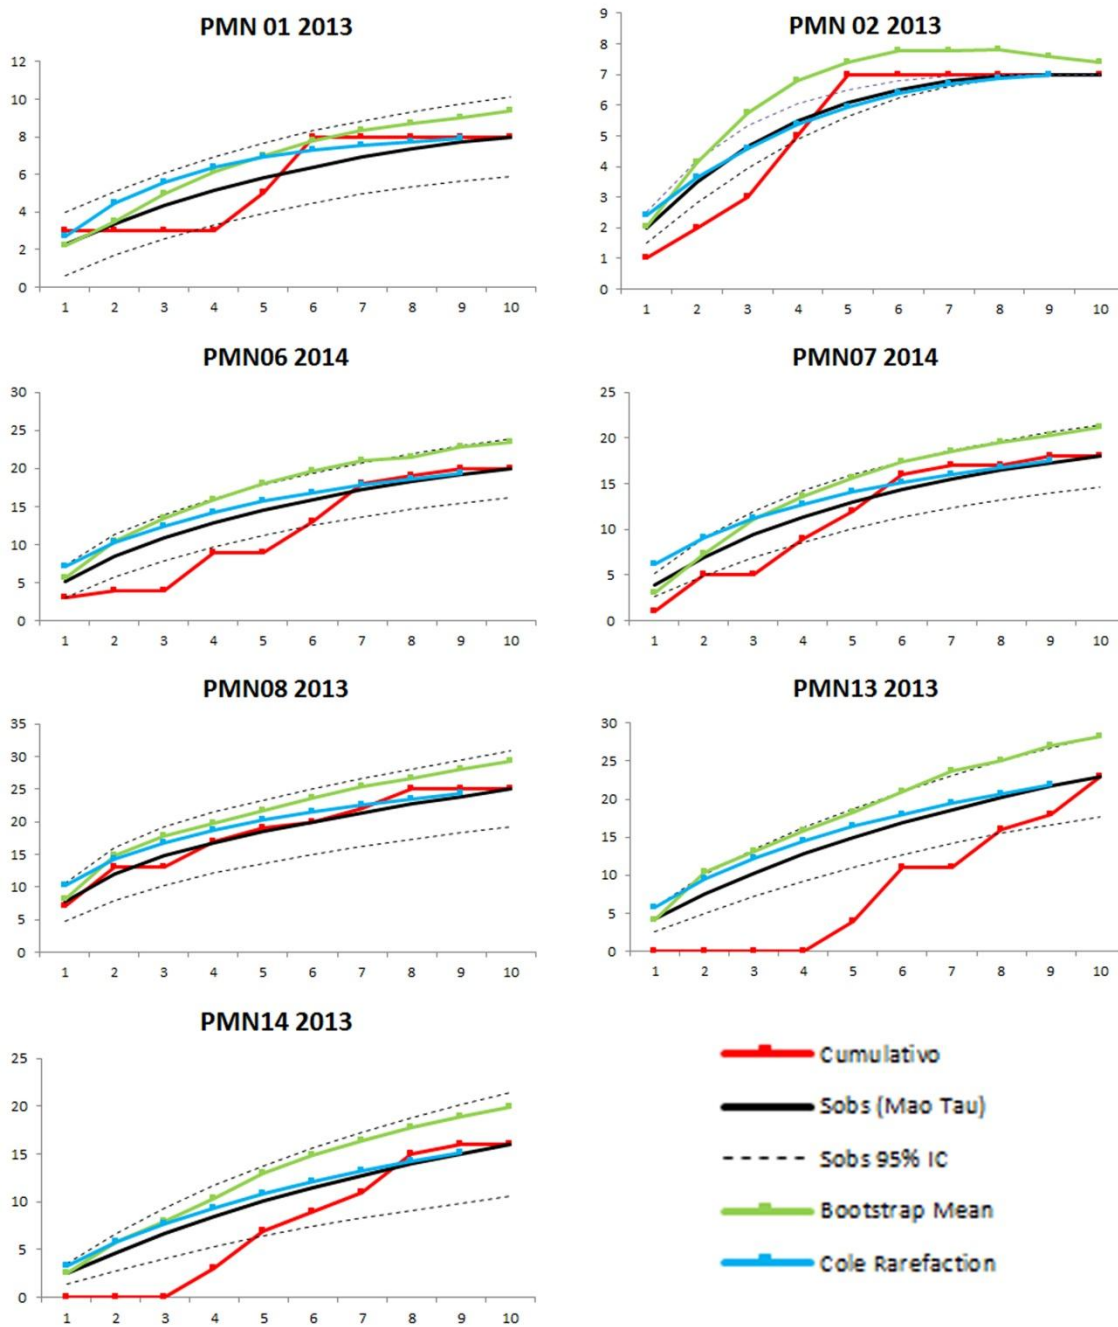 PMN 01 2013
12
10
8
6
4
2
0
1 2 3 4 5 6 7 8 9 10
PMN 02 2013
9
8
7
6
5
4
3
2
1
0
1 2 3 4 5 6 7 8 9 10
PMN06 2014
30
25
20
15
10
5
0
1 2 3 4 5 6 7 8 9 10
PMN07 2014
25
20
15
10
5
0
1 2 3 4 5 6 7 8 9 10
PMN08 2013
35
30
25
20
15
10
5
0
1 2 3 4 5 6 7 8 9 10
PMN13 2013
30
25
20
15
10
5
0
1 2 3 4 5 6 7 8 9 10
PMN14 2013
25
20
15
10
5
0
1 2 3 4 5 6 7 8 9 10
Cumulativo
Sobs (Mao Tau)
Sobs 95% IC
Bootstrap Mean
Cole Rarefaction